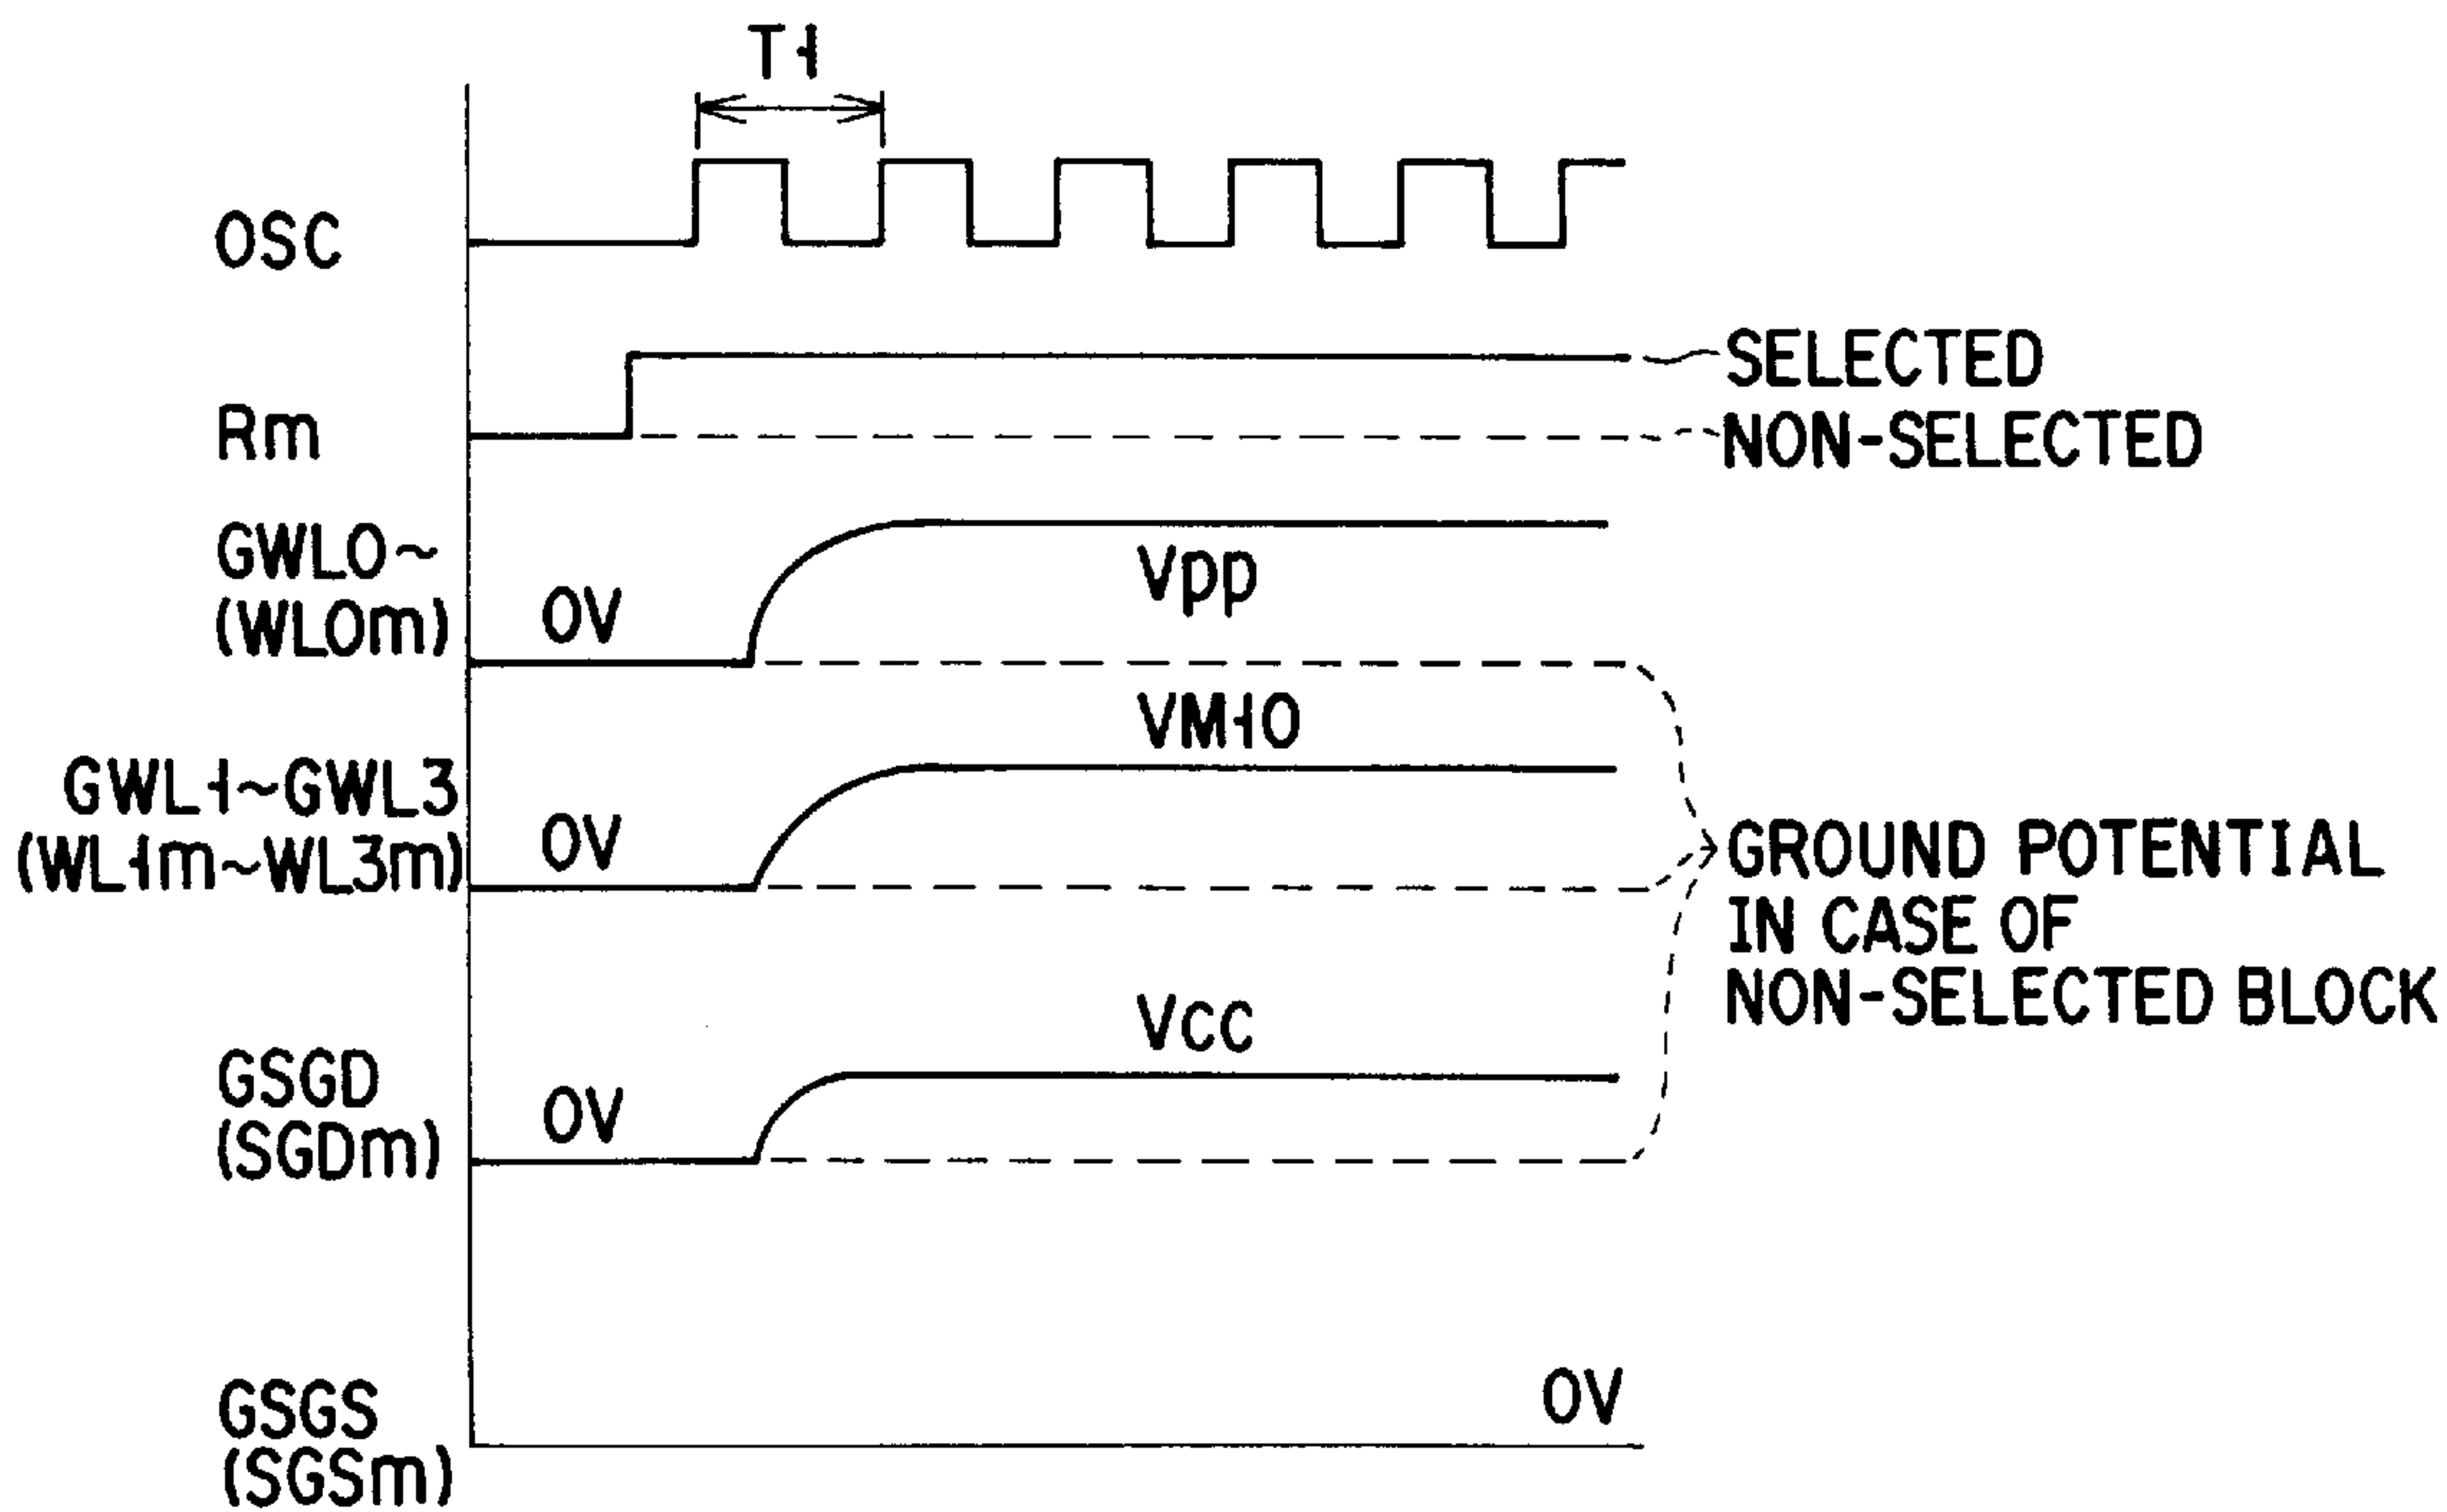 T1
OSC
Rm
SELECTED
NON-SELECTED
GWL0~
(WL0m)
0V
Vpp
VM10
GWL1~GWL3
(WL1m~WL3m)
0V
GROUND POTENTIAL
IN CASE OF
NON-SELECTED BLOCK
VCC
GSGD
(SGDm)
0V
0V
GSGS
(SGSm)